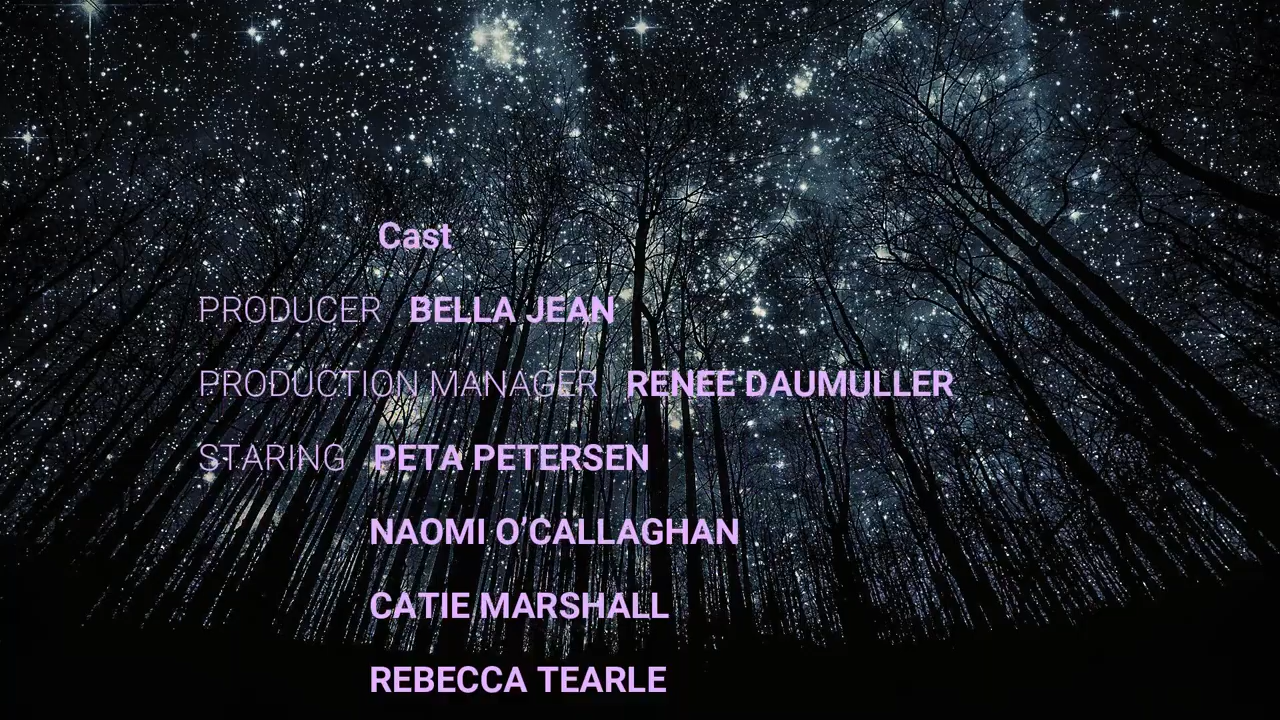 Cast
PRODUCER BELLA JEAN
PRODUCTION MANAGER RENEE DAUMULLER
STARING PETA PETERSEN
NAOMI O’CALLAGHAN
CATIE MARSHALL
REBECCA TEARLE